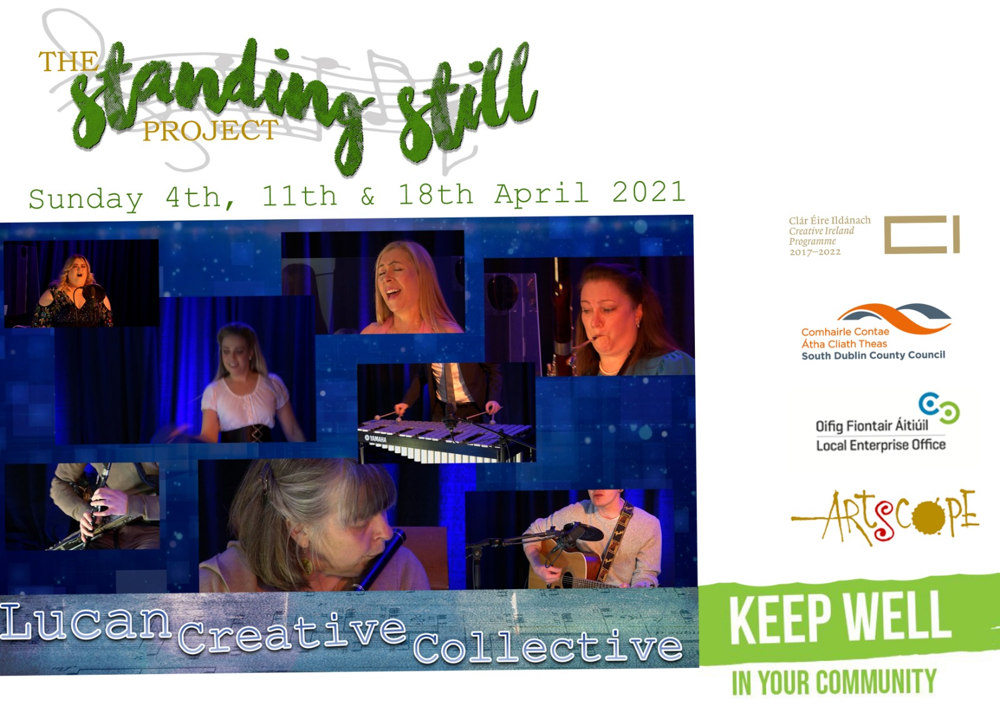 THE
standing still
PROJECT
Sunday 4th, 11th & 18th April 2021
Clár Éire Ildánach
Creative Ireland
Programme
2017–2022
Comhairle Contae
Átha Cliath Theas
South Dublin County Council
Oifig Fiontair Áitiúil
Local Enterprise Office
ARTSCOPE
YAMAHA
Lucan Creative Collective
KEEP WELL
IN YOUR COMMUNITY